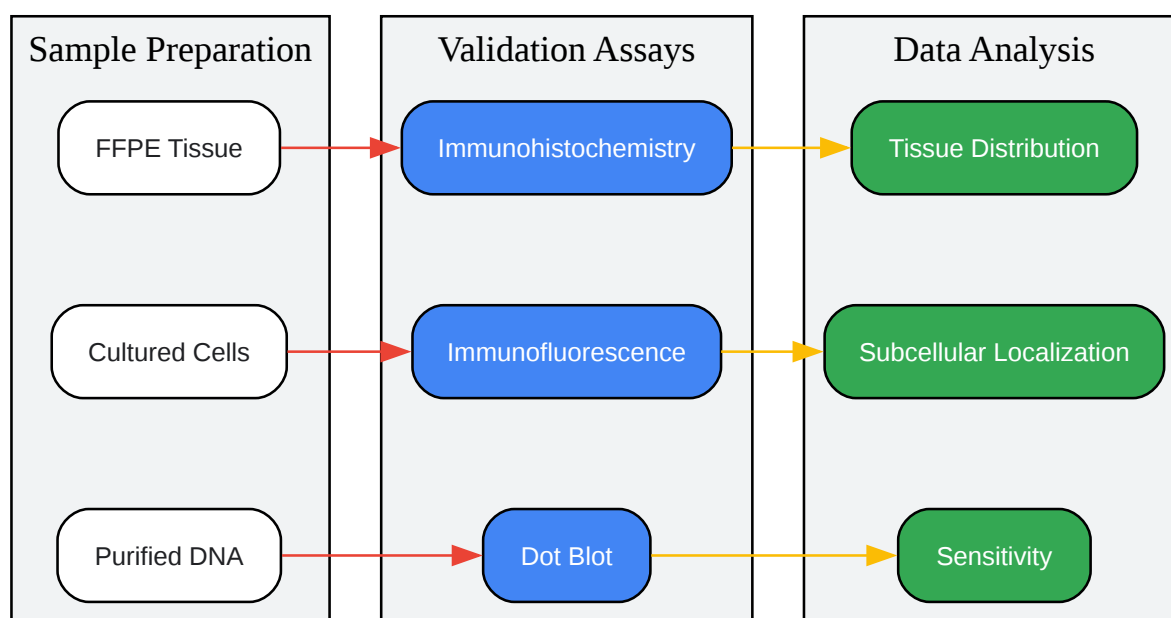 Sample Preparation
Validation Assays
Data Analysis
FFPE Tissue
Immunohistochemistry
Tissue Distribution
Cultured Cells
Immunofluorescence
Subcellular Localization
Purified DNA
Dot Blot
Sensitivity